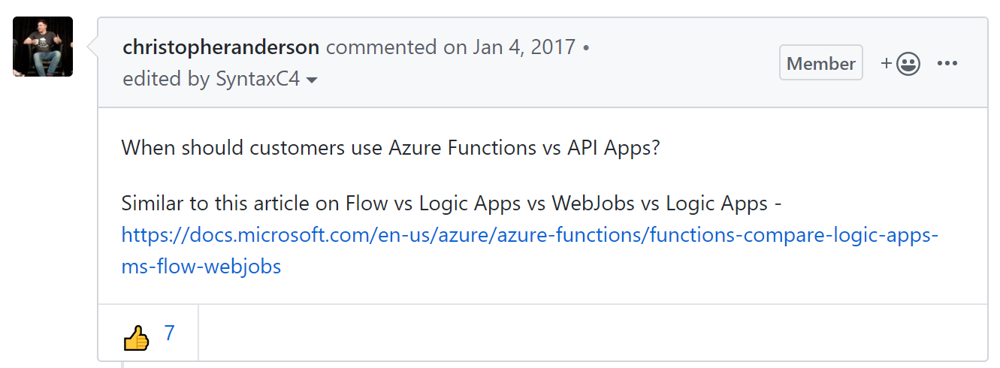 christopheranderson commented on Jan 4, 2017 •
edited by SyntaxC4
Member
When should customers use Azure Functions vs API Apps?
Similar to this article on Flow vs Logic Apps vs WebJobs vs Logic Apps -
https://docs.microsoft.com/en-us/azure/azure-functions/functions-compare-logic-apps-
ms-flow-webjobs
7